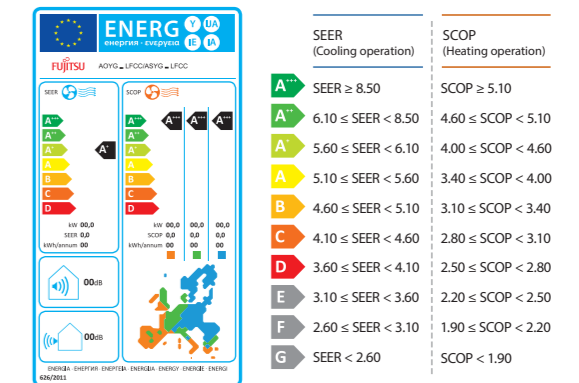 ENERG Y UA
енергия · ενεργεια IE IA
FUJITSU AOYG _ LFCC/ASYG _ LFCC
SEER SCOP
A+++ A+++ A+++ A+++ A+++
A++ A++
A+ A+ A+
A A
B B
C C
D D
kW 00,0 kW 00,0 00,0 00,0
SEER 0,0 SCOP 0,0 0,0 0,0
kWh/annum 00 kWh/annum 00 00 00
00dB
00dB
ENERGIA · ЕНЕРГИЯ · ΕΝΕΡΓΕΙΑ · ENERGIJA · ENERGY · ENERGIE · ENERGI
626/2011
SEER SCOP
(Cooling operation) (Heating operation)
A+++ SEER ≥ 8.50 SCOP ≥ 5.10
A++ 6.10 ≤ SEER < 8.50 4.60 ≤ SCOP < 5.10
A+ 5.60 ≤ SEER < 6.10 4.00 ≤ SCOP < 4.60
A 5.10 ≤ SEER < 5.60 3.40 ≤ SCOP < 4.00
B 4.60 ≤ SEER < 5.10 3.10 ≤ SCOP < 3.40
C 4.10 ≤ SEER < 4.60 2.80 ≤ SCOP < 3.10
D 3.60 ≤ SEER < 4.10 2.50 ≤ SCOP < 2.80
E 3.10 ≤ SEER < 3.60 2.20 ≤ SCOP < 2.50
F 2.60 ≤ SEER < 3.10 1.90 ≤ SCOP < 2.20
G SEER < 2.60 SCOP < 1.90